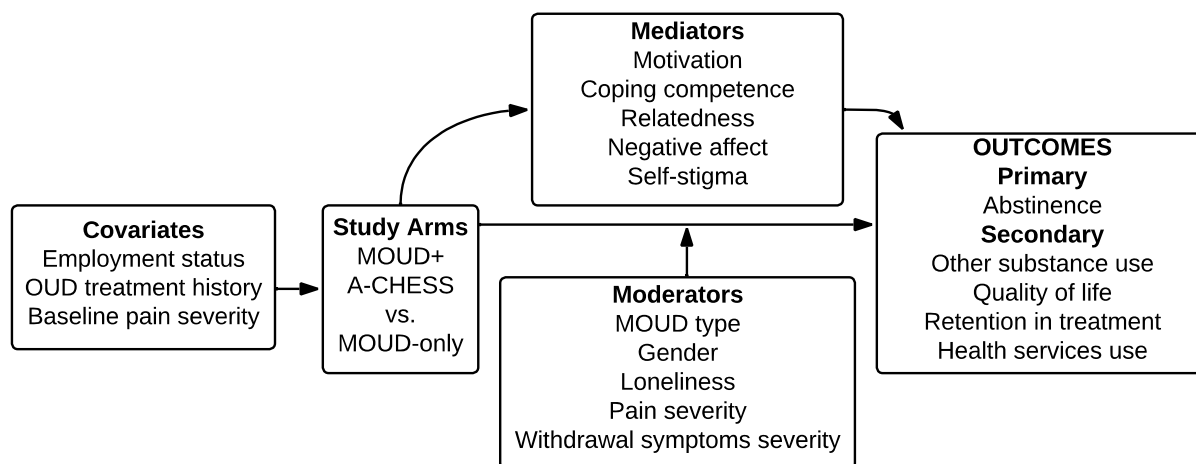 Covariates
Employment status
OUD treatment history
Baseline pain severity
Study Arms
MOUD+
A-CHESS
vs.
MOUD-only
Mediators
Motivation
Coping competence
Relatedness
Negative affect
Self-stigma
Moderators
MOUD type
Gender
Loneliness
Pain severity
Withdrawal symptoms severity
OUTCOMES
Primary
Abstinence
Secondary
Other substance use
Quality of life
Retention in treatment
Health services use